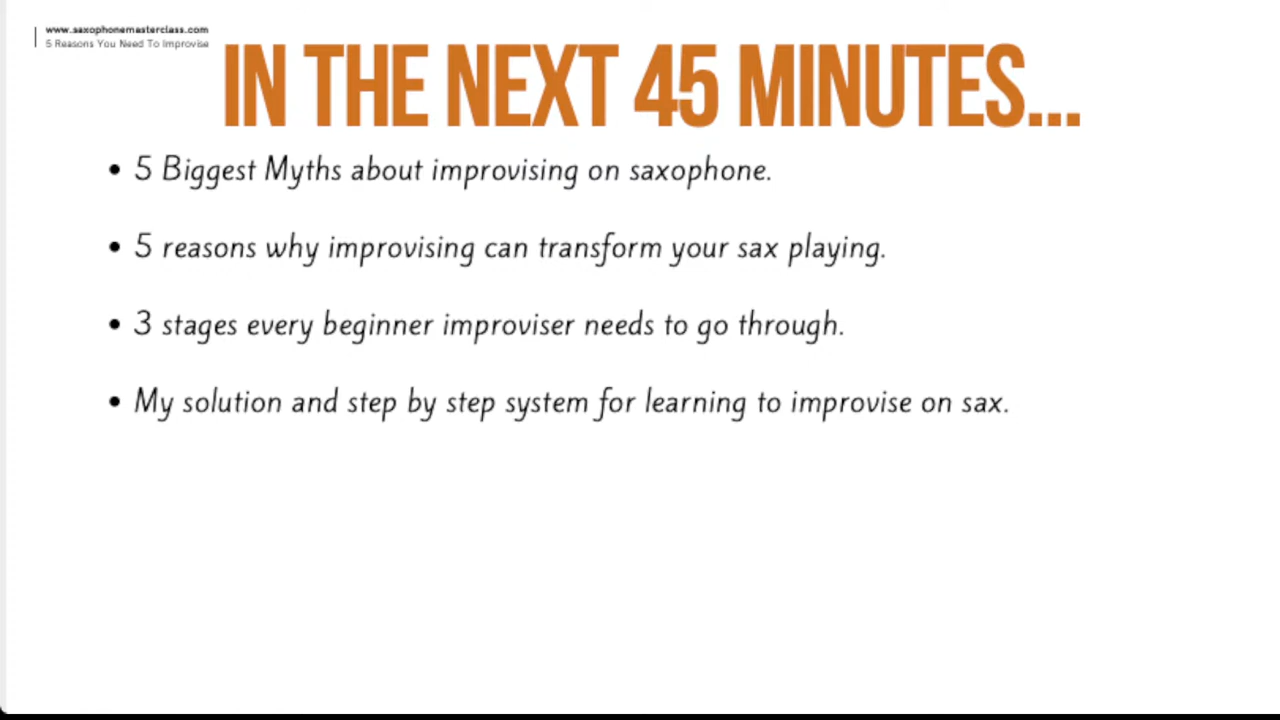 www.saxophonemasterclass.com
5 Reasons You Need To Improvise
IN THE NEXT 45 MINUTES...
• 5 Biggest Myths about improvising on saxophone.
• 5 reasons why improvising can transform your sax playing.
• 3 stages every beginner improviser needs to go through.
• My solution and step by step system for learning to improvise on sax.